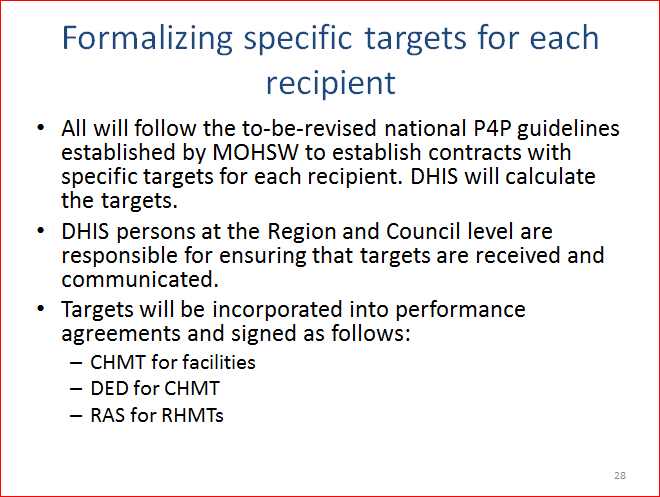 Formalizing specific targets for each
recipient
• All will follow the to-be-revised national P4P guidelines
established by MOHSW to establish contracts with
specific targets for each recipient. DHIS will calculate
the targets.
• DHIS persons at the Region and Council level are
responsible for ensuring that targets are received and
communicated.
• Targets will be incorporated into performance
agreements and signed as follows:
– CHMT for facilities
– DED for CHMT
– RAS for RHMTs
28